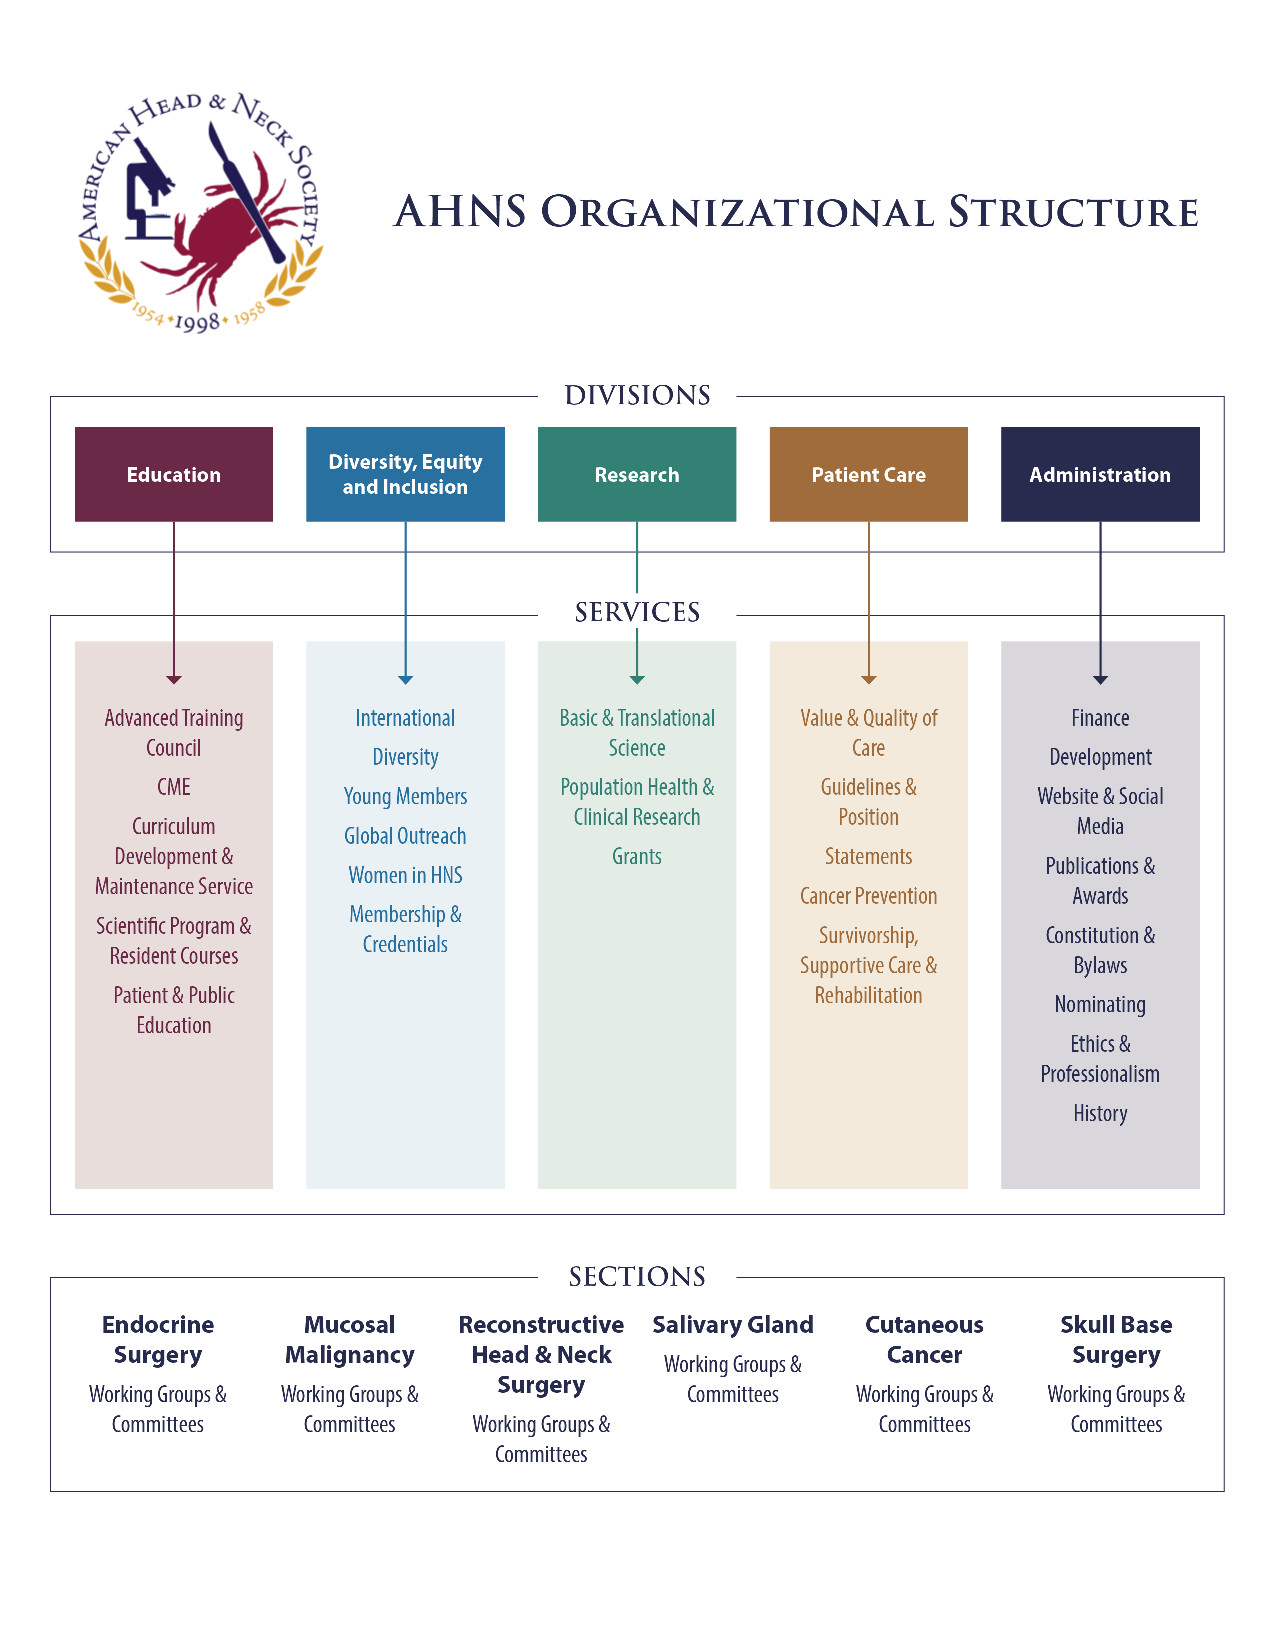 American Head & Neck Society
1954 • 1998 • 1958
AHNS Organizational Structure
DIVISIONS
Education
Diversity, Equity
and Inclusion
Research
Patient Care
Administration
SERVICES
Advanced Training
Council
CME
Curriculum
Development &
Maintenance Service
Scientific Program &
Resident Courses
Patient & Public
Education
International
Diversity
Young Members
Global Outreach
Women in HNS
Membership &
Credentials
Basic & Translational
Science
Population Health &
Clinical Research
Grants
Value & Quality of
Care
Guidelines &
Position
Statements
Cancer Prevention
Survivorship,
Supportive Care &
Rehabilitation
Finance
Development
Website & Social
Media
Publications &
Awards
Constitution &
Bylaws
Nominating
Ethics &
Professionalism
History
SECTIONS
Endocrine
Surgery
Working Groups &
Committees
Mucosal
Malignancy
Working Groups &
Committees
Reconstructive
Head & Neck
Surgery
Working Groups &
Committees
Salivary Gland
Working Groups &
Committees
Cutaneous
Cancer
Working Groups &
Committees
Skull Base
Surgery
Working Groups &
Committees